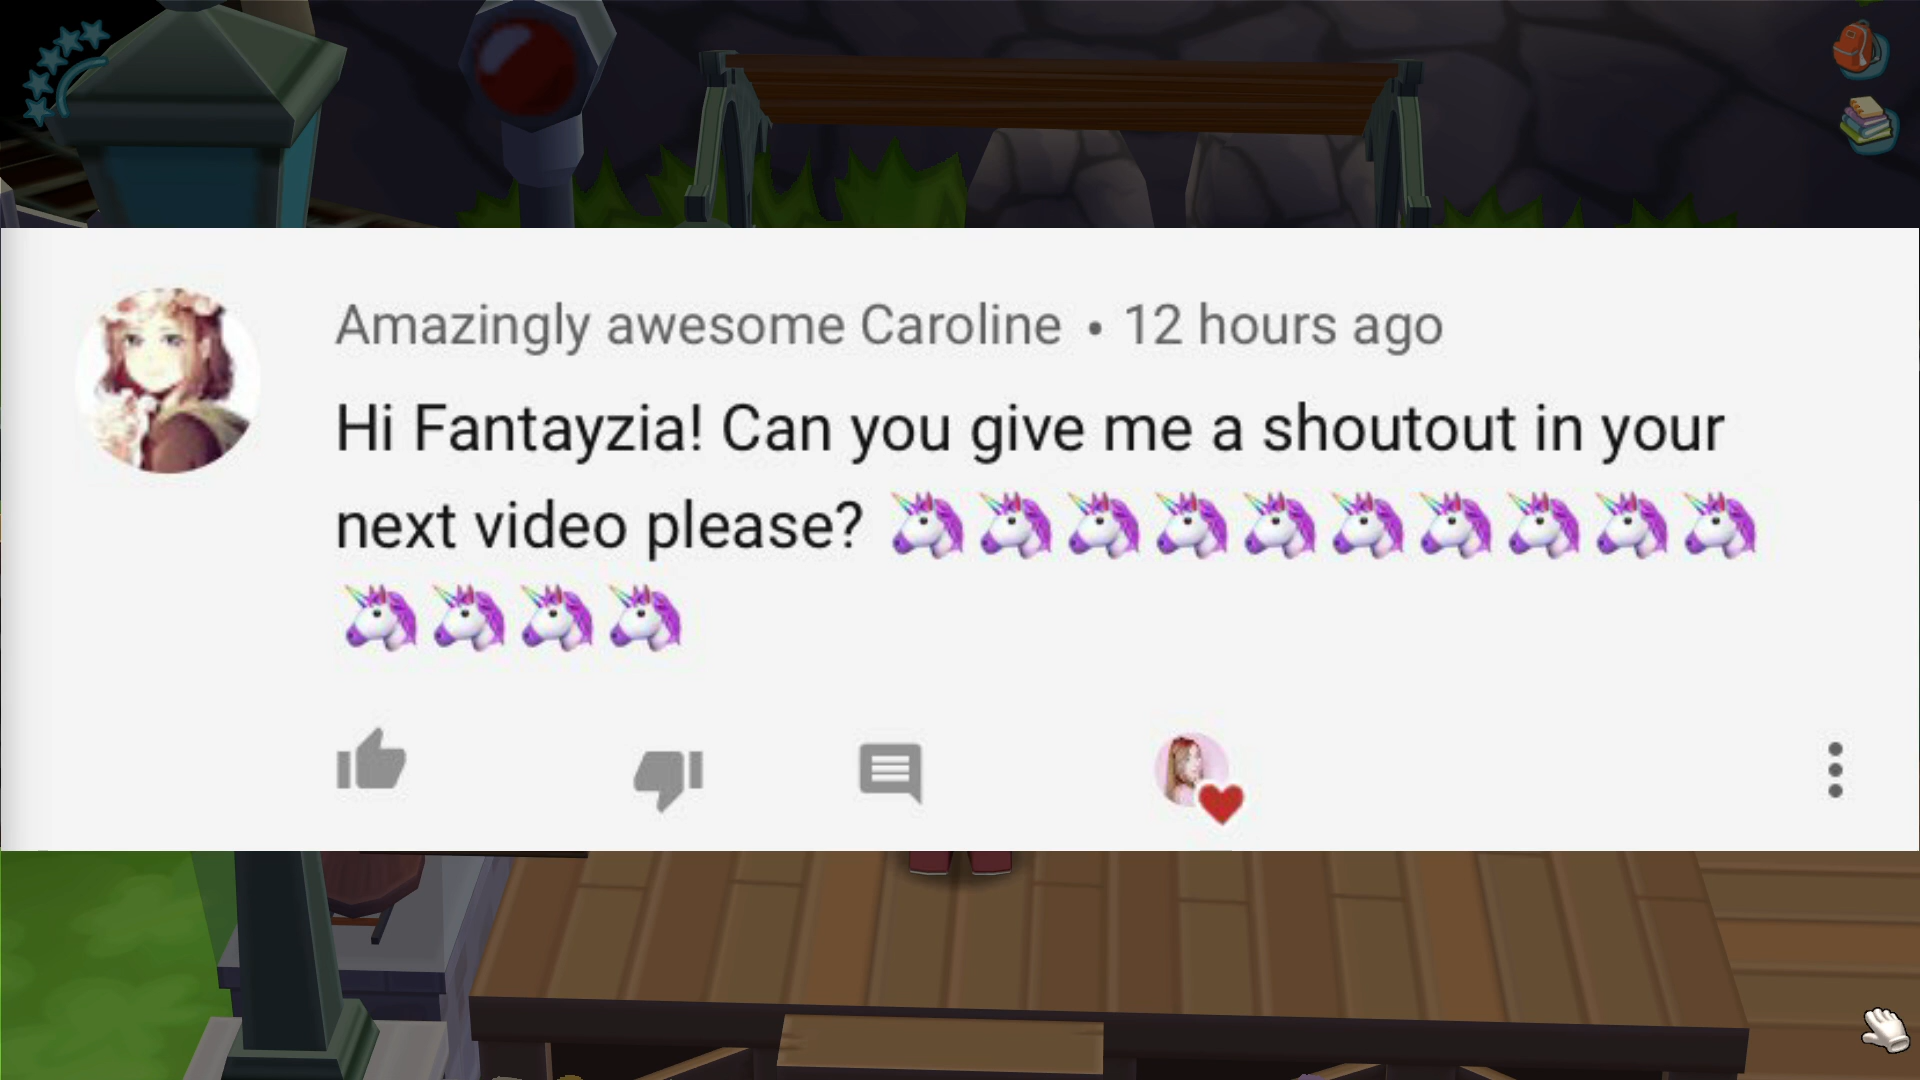 Amazingly awesome Caroline • 12 hours ago
Hi Fantayzia! Can you give me a shoutout in your
next video please? 🦄🦄🦄🦄🦄🦄🦄🦄🦄🦄
🦄🦄🦄🦄